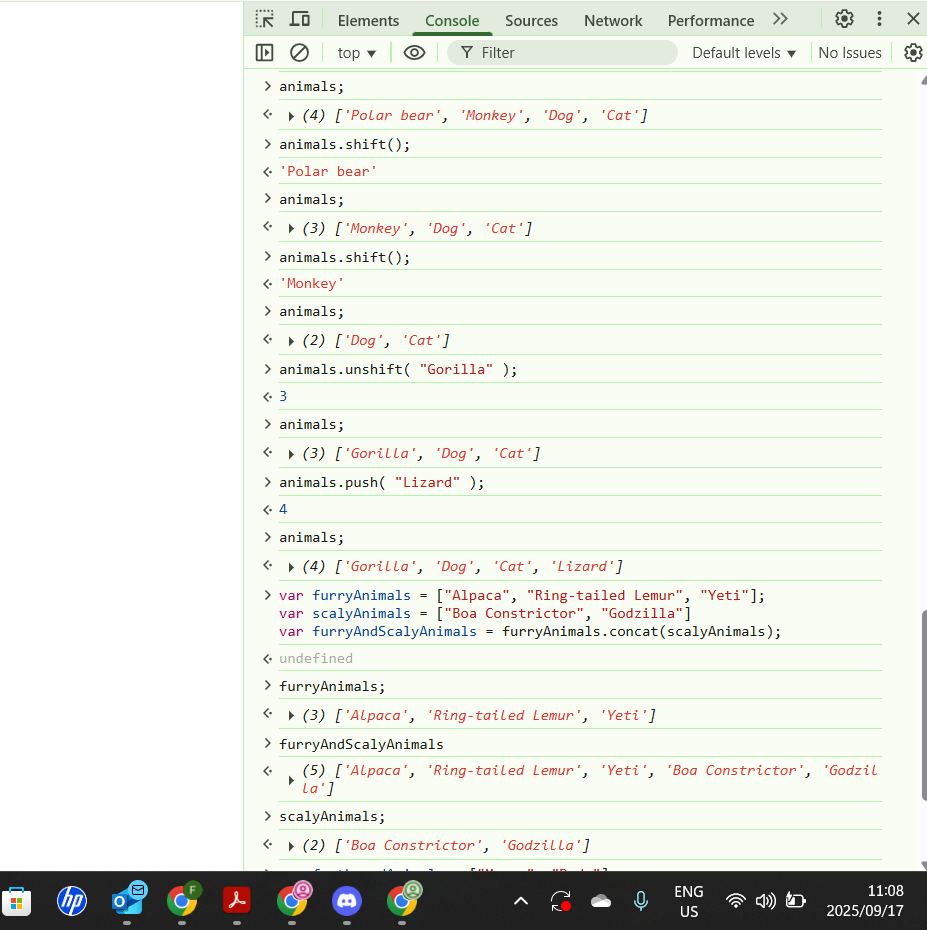 Elements Console Sources Network Performance
top Filter Default levels No Issues
animals;
(4) ['Polar bear', 'Monkey', 'Dog', 'Cat']
animals.shift();
'Polar bear'
animals;
(3) ['Monkey', 'Dog', 'Cat']
animals.shift();
'Monkey'
animals;
(2) ['Dog', 'Cat']
animals.unshift( "Gorilla" );
3
animals;
(3) ['Gorilla', 'Dog', 'Cat']
animals.push( "Lizard" );
4
animals;
(4) ['Gorilla', 'Dog', 'Cat', 'Lizard']
var furryAnimals = ["Alpaca", "Ring-tailed Lemur", "Yeti"];
var scalyAnimals = ["Boa Constrictor", "Godzilla"]
var furryAndScalyAnimals = furryAnimals.concat(scalyAnimals);
undefined
furryAnimals;
(3) ['Alpaca', 'Ring-tailed Lemur', 'Yeti']
furryAndScalyAnimals
(5) ['Alpaca', 'Ring-tailed Lemur', 'Yeti', 'Boa Constrictor', 'Godzil
la']
scalyAnimals;
(2) ['Boa Constrictor', 'Godzilla']
hp F ENG 11:08
US 2025/09/17